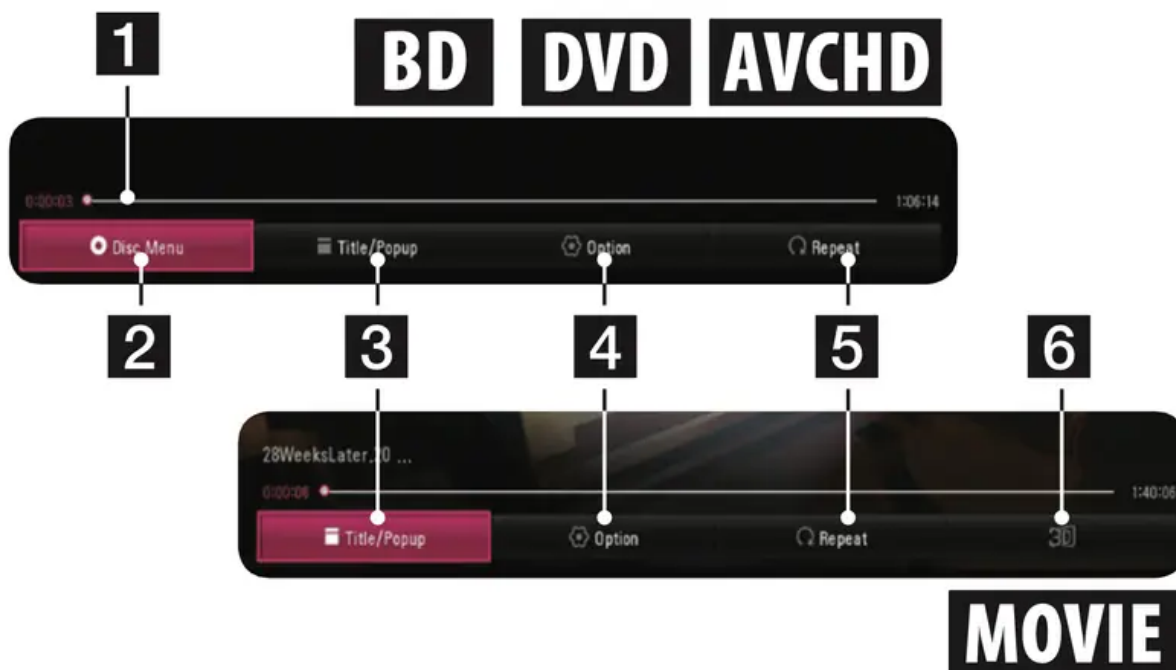 1
BD DVD AVCHD
0:00:03 1:06:14
Disc Menu Title/Popup Option Repeat
2 3 4 5 6
28WeeksLater.20 ...
0:00:06 1:40:06
Title/Popup Option Repeat 3D
MOVIE